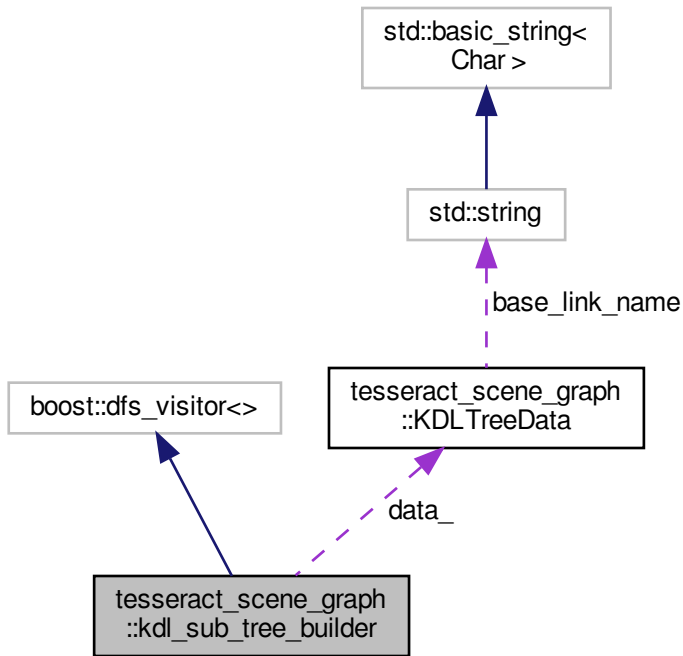 std::basic_string<
Char >
std::string
base_link_name
tesseract_scene_graph
::KDLTreeData
boost::dfs_visitor<>
data_
tesseract_scene_graph
::kdl_sub_tree_builder